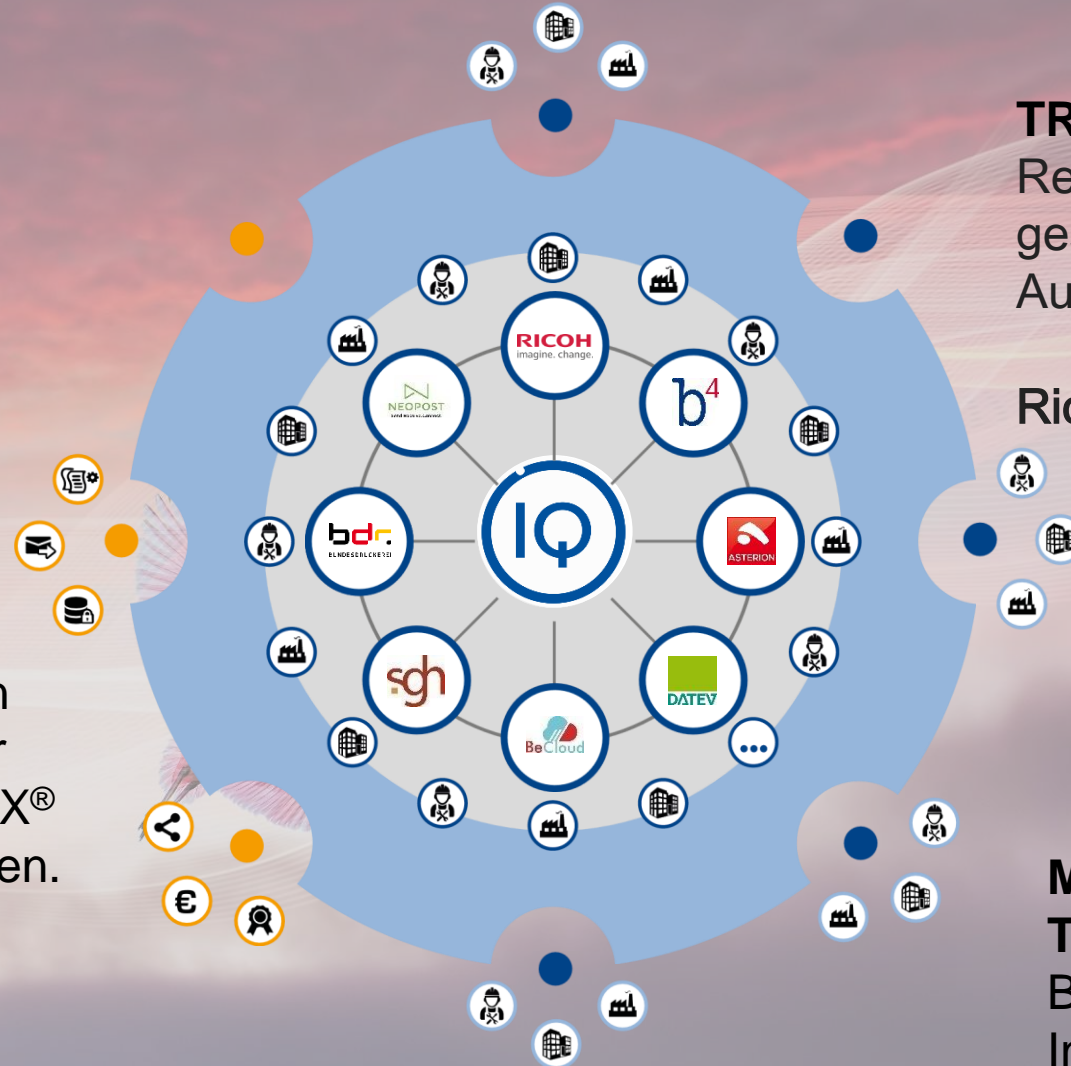 TR
Re
ge
Au
Ric
RICOH
imagine. change.
NEOPOST
b⁴
IQ
bdr.
BUNDESDRUCKEREI
ASTERION
sgh
DATEV
BeCloud
...
n
r
X®
en.
€
M
T
B
In